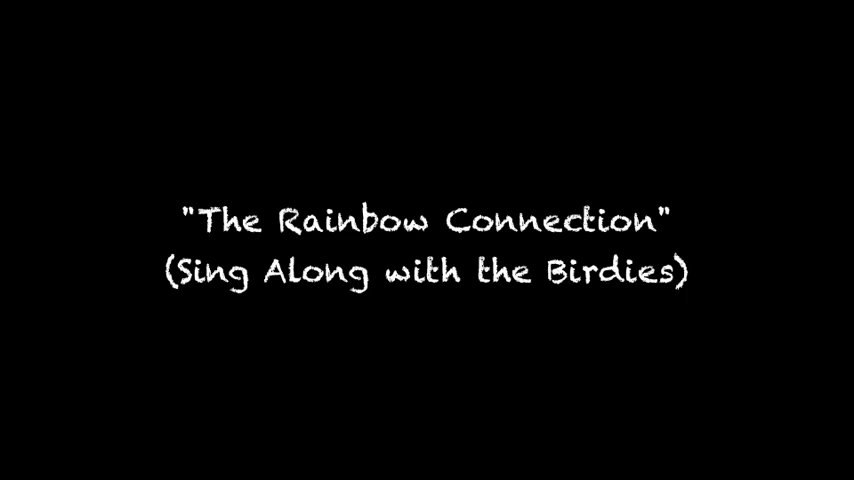 "The Rainbow Connection"
(Sing Along with the Birdies)